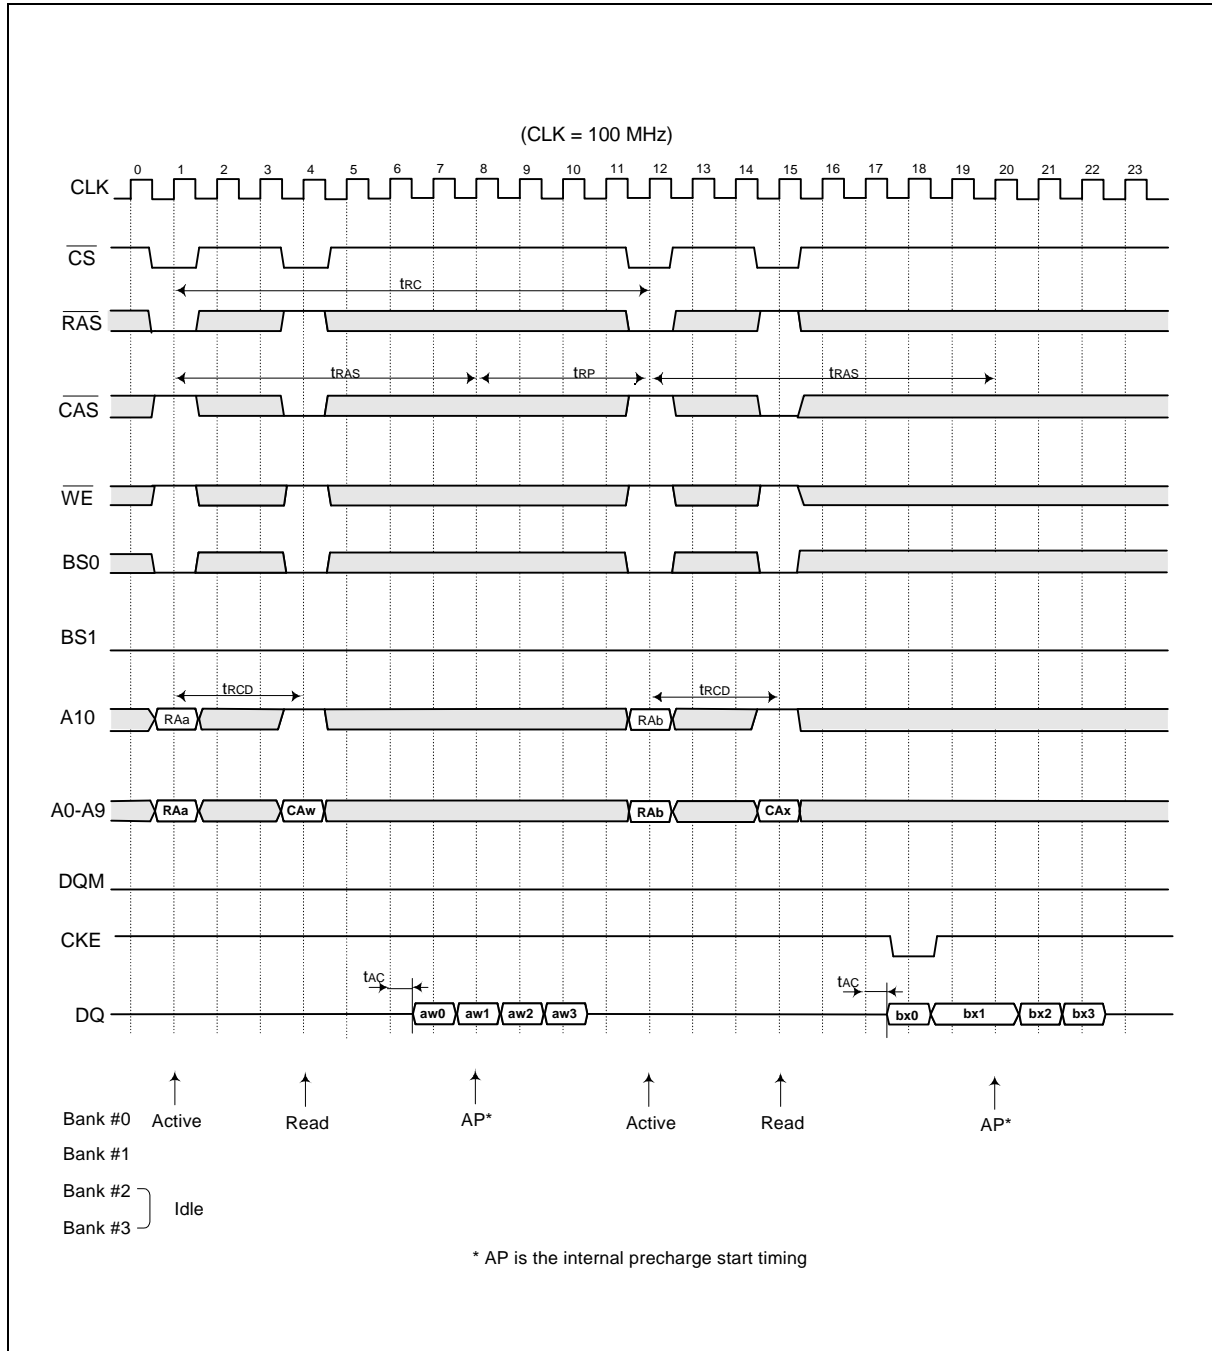 (CLK = 100 MHz)
0 1 2 3 4 5 6 7 8 9 10 11 12 13 14 15 16 17 18 19 20 21 22 23
CLK
CS
tRC
RAS
tRAS tRP tRAS
CAS
WE
BS0
BS1
tRCD tRCD
A10 RAa RAb
A0-A9 RAa CAw RAb CAx
DQM
CKE
tAC tAC
DQ aw0 aw1 aw2 aw3 bx0 bx1 bx2 bx3
Bank #0 Active Read AP* Active Read AP*
Bank #1
Bank #2
Idle
Bank #3
* AP is the internal precharge start timing